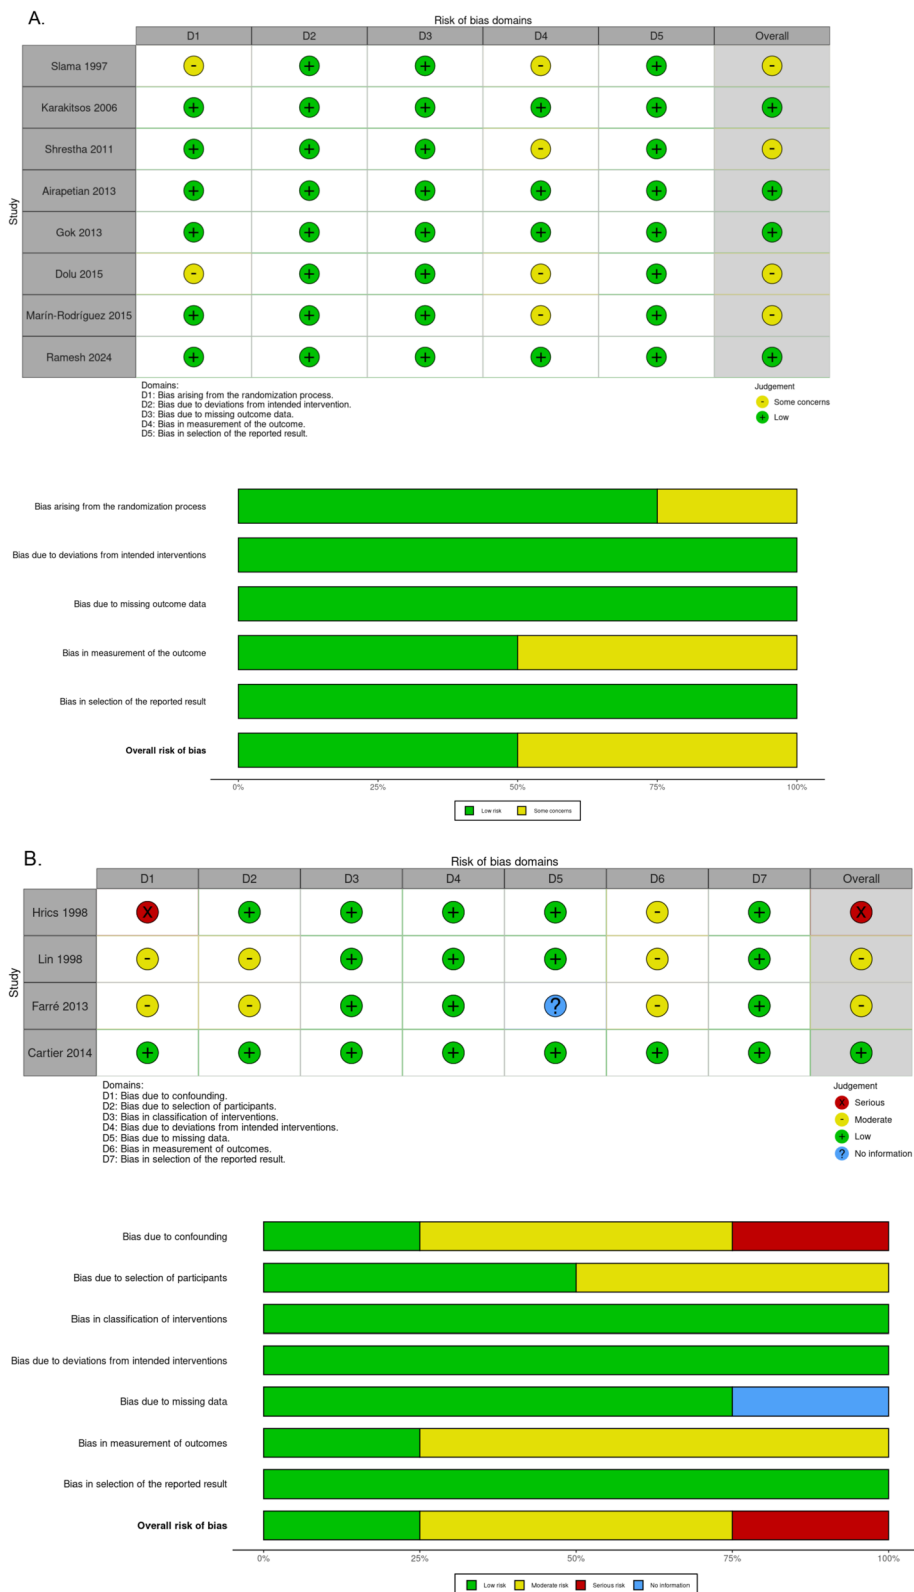 A.
Risk of bias domains
D1 D2 D3 D4 D5 Overall
Study
Slama 1997 - + + - + -
Karakitsos 2006 + + + + + +
Shrestha 2011 + + + - + -
Airapetian 2013 + + + + + +
Gok 2013 + + + + + +
Dolu 2015 - + + - + -
Marín-Rodríguez 2015 + + + - + -
Ramesh 2024 + + + + + +
Domains:
D1: Bias arising from the randomization process.
D2: Bias due to deviations from intended intervention.
D3: Bias due to missing outcome data.
D4: Bias in measurement of the outcome.
D5: Bias in selection of the reported result.
Judgement
- Some concerns
+ Low
Bias arising from the randomization process
Bias due to deviations from intended interventions
Bias due to missing outcome data
Bias in measurement of the outcome
Bias in selection of the reported result
Overall risk of bias
0% 25% 50% 75% 100%
Low risk Some concerns
B.
Risk of bias domains
D1 D2 D3 D4 D5 D6 D7 Overall
Study
Hrics 1998 X + + + + - + X
Lin 1998 - - + + + - + -
Farré 2013 - - + + ? - + -
Cartier 2014 + + + + + + + +
Domains:
D1: Bias due to confounding.
D2: Bias due to selection of participants.
D3: Bias in classification of interventions.
D4: Bias due to deviations from intended interventions.
D5: Bias due to missing data.
D6: Bias in measurement of outcomes.
D7: Bias in selection of the reported result.
Judgement
X Serious
- Moderate
+ Low
? No information
Bias due to confounding
Bias due to selection of participants
Bias in classification of interventions
Bias due to deviations from intended interventions
Bias due to missing data
Bias in measurement of outcomes
Bias in selection of the reported result
Overall risk of bias
0% 25% 50% 75% 100%
Low risk Moderate risk Serious risk No information